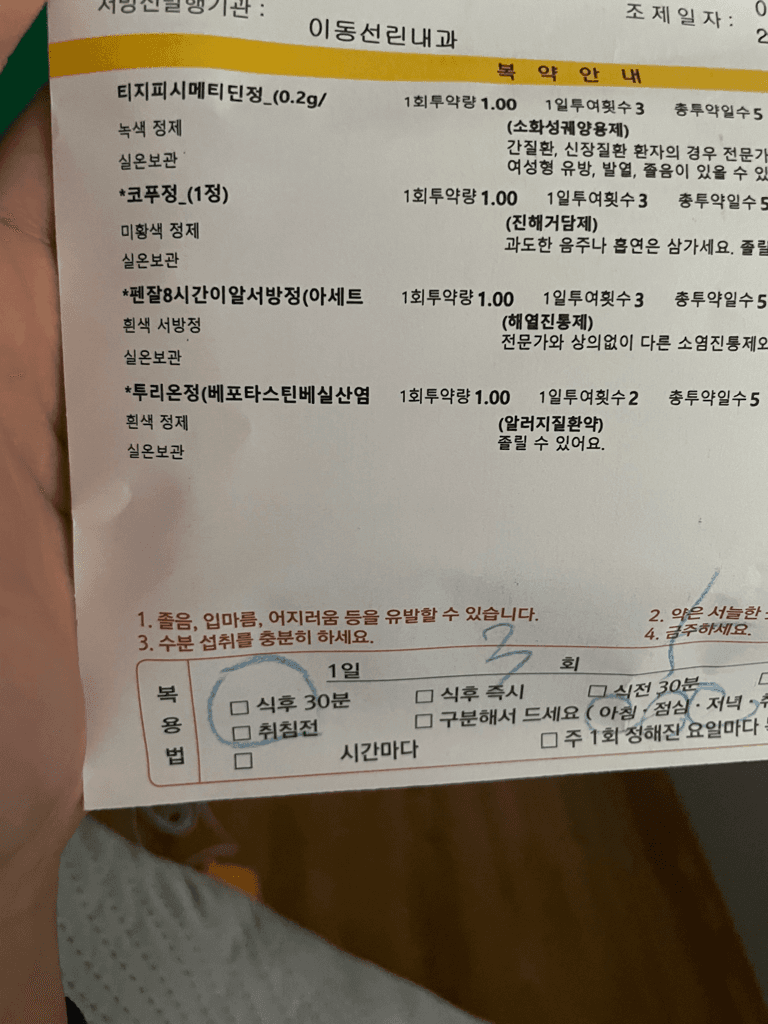 처방전발행기관 :
조제일자 :
이동선린내과
복약안내
티지피시메티딘정_(0.2g/ 1회투약량 1.00 1일투여횟수 3 총투약일수 5
녹색 정제 (소화성궤양용제)
실온보관 간질환, 신장질환 환자의 경우 전문가
여성형 유방, 발열, 졸음이 있을 수 있
*코푸정_(1정) 1회투약량 1.00 1일투여횟수 3 총투약일수 5
미황색 정제 (진해거담제)
실온보관 과도한 음주나 흡연은 삼가세요. 졸릴
*펜잘8시간이알서방정(아세트 1회투약량 1.00 1일투여횟수 3 총투약일수 5
흰색 서방정 (해열진통제)
실온보관 전문가와 상의없이 다른 소염진통제와
*투리온정(베포타스틴베실산염 1회투약량 1.00 1일투여횟수 2 총투약일수 5
흰색 정제 (알러지질환약)
실온보관 졸릴 수 있어요.
1. 졸음, 입마름, 어지러움 등을 유발할 수 있습니다. 2. 약은 서늘한
3. 수분 섭취를 충분히 하세요. 4. 금주하세요.
복용법
1일 3 회
□ 식후 30분 □ 식후 즉시 □ 식전 30분 □
□ 취침전 □ 구분해서 드세요 ( 아침 · 점심 · 저녁 ·
□ 시간마다 □ 주 1회 정해진 요일마다